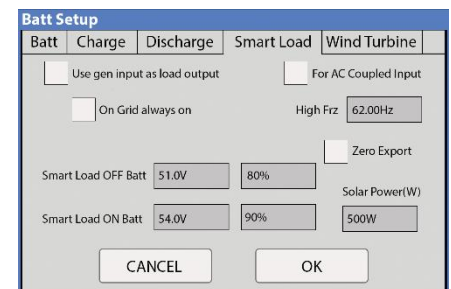 Batt Setup
Batt Charge Discharge Smart Load Wind Turbine
Use gen input as load output For AC Coupled Input
On Grid always on High Frz 62.00Hz
Zero Export
Smart Load OFF Batt 51.0V 80%
Solar Power(W)
Smart Load ON Batt 54.0V 90% 500W
CANCEL OK